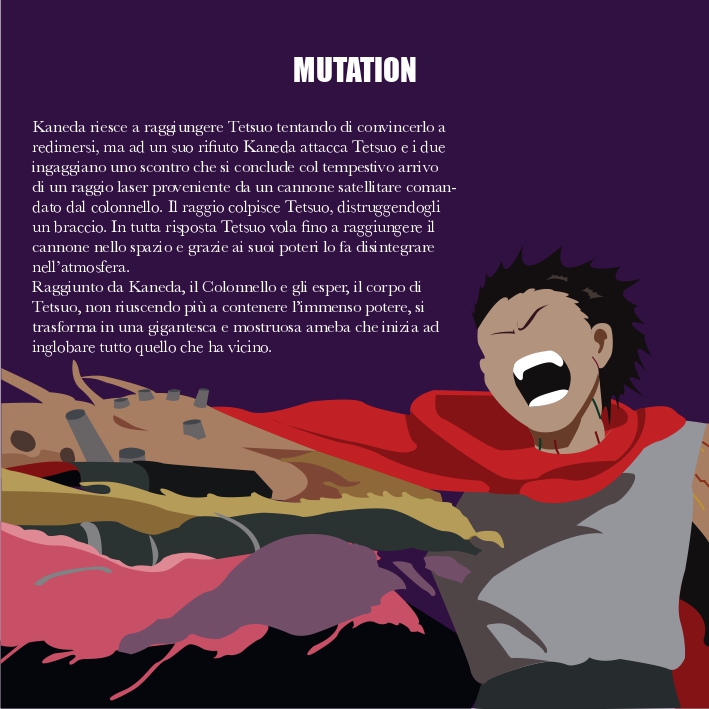 MUTATION
Kaneda riesce a raggiungere Tetsuo tentando di convincerlo a
redimersi, ma ad un suo rifiuto Kaneda attacca Tetsuo e i due
ingaggiano uno scontro che si conclude col tempestivo arrivo
di un raggio laser proveniente da un cannone satellitare coman-
dato dal colonnello. Il raggio colpisce Tetsuo, distruggendogli
un braccio. In tutta risposta Tetsuo vola fino a raggiungere il
cannone nello spazio e grazie ai suoi poteri lo fa disintegrare
nell’atmosfera.
Raggiunto da Kaneda, il Colonnello e gli esper, il corpo di
Tetsuo, non riuscendo più a contenere l’immenso potere, si
trasforma in una gigantesca e mostruosa ameba che inizia ad
inglobare tutto quello che ha vicino.